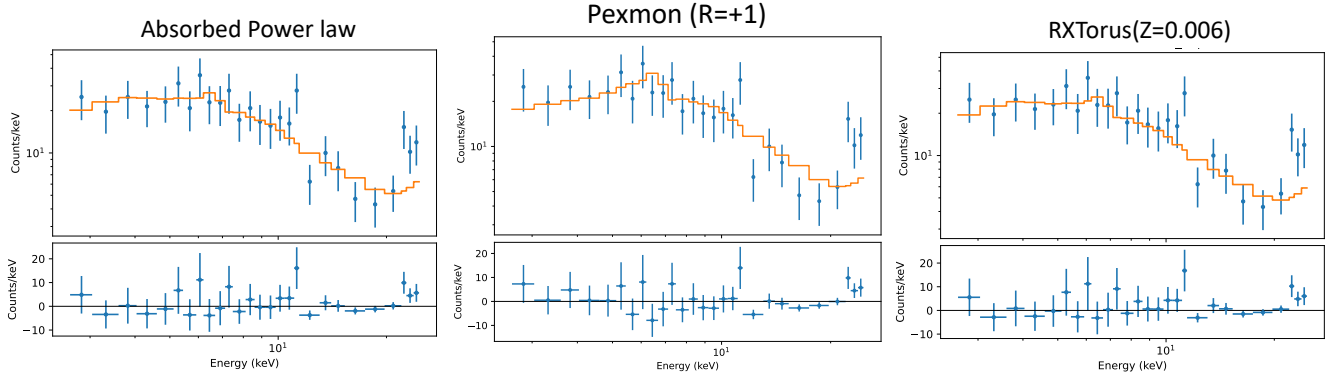 Absorbed Power law
Counts/keV
10¹
Counts/keV
20
10
0
−10
10¹
Energy (keV)
Pexmon (R=+1)
Counts/keV
10¹
Counts/keV
20
10
0
−10
10¹
Energy (keV)
RXTorus(Z=0.006)
Counts/keV
10¹
Counts/keV
20
10
0
−10
10¹
Energy (keV)